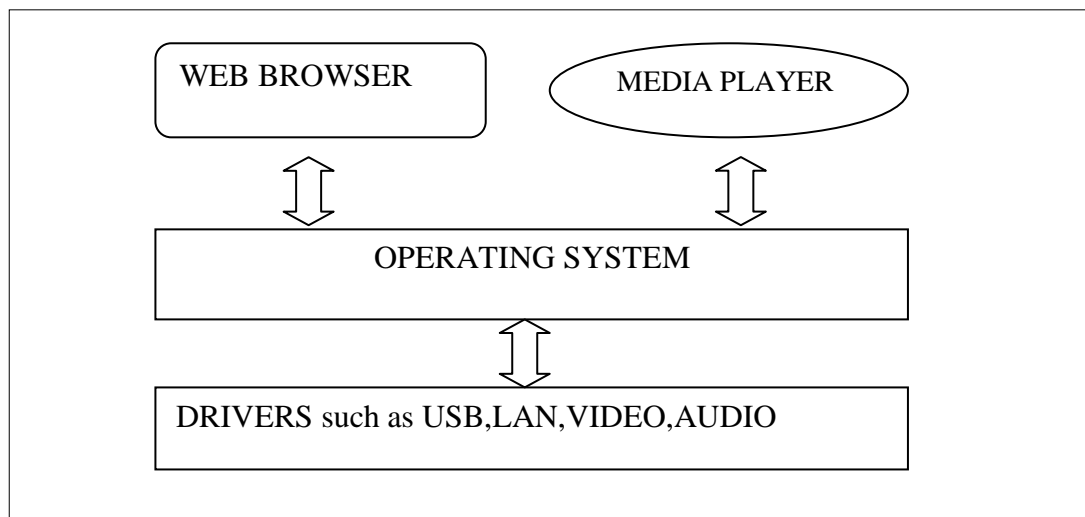 WEB BROWSER
MEDIA PLAYER
OPERATING SYSTEM
DRIVERS such as USB,LAN,VIDEO,AUDIO